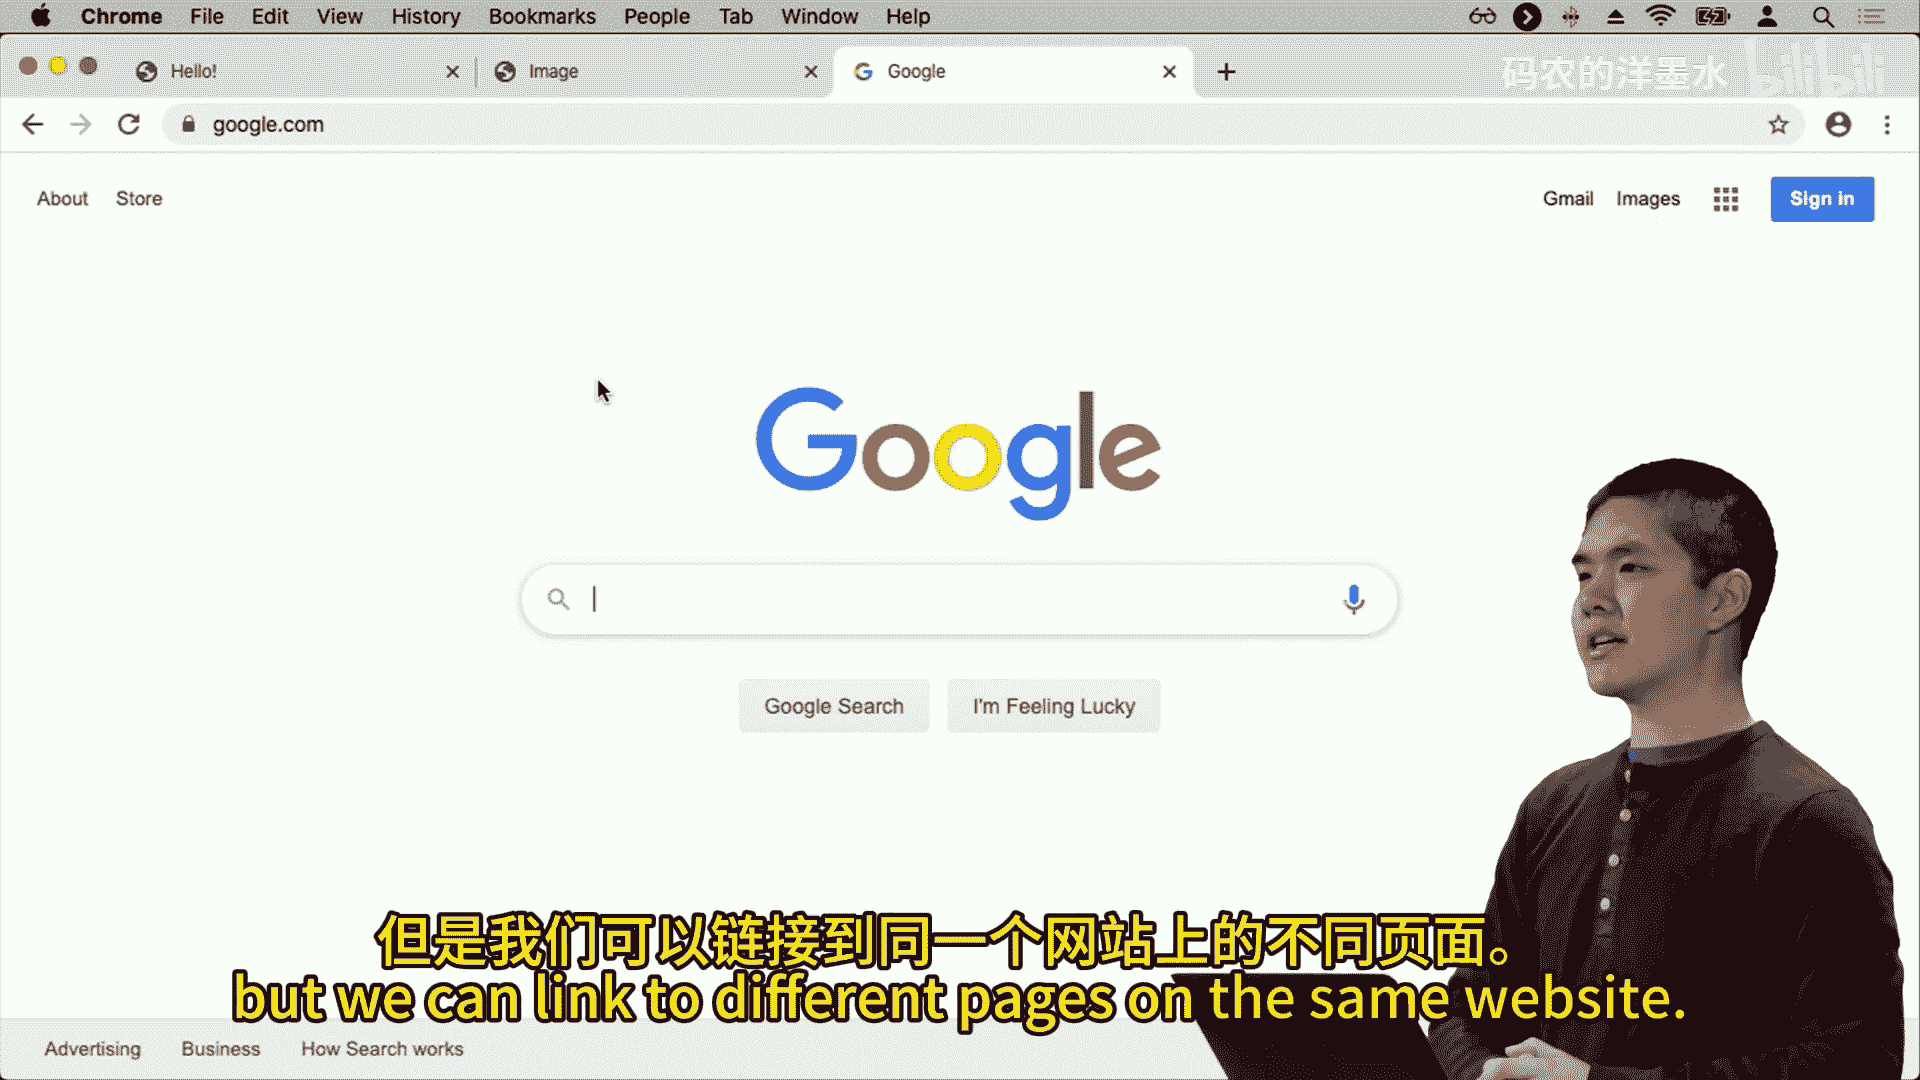 Chrome File Edit View History Bookmarks People Tab Window Help
Hello! Image Google
码农的洋墨水 bilibili
google.com
About Store Gmail Images Sign in
Google
Google Search I'm Feeling Lucky
但是我们可以链接到同一个网站上的不同页面。
but we can link to different pages on the same website.
Advertising Business How Search works